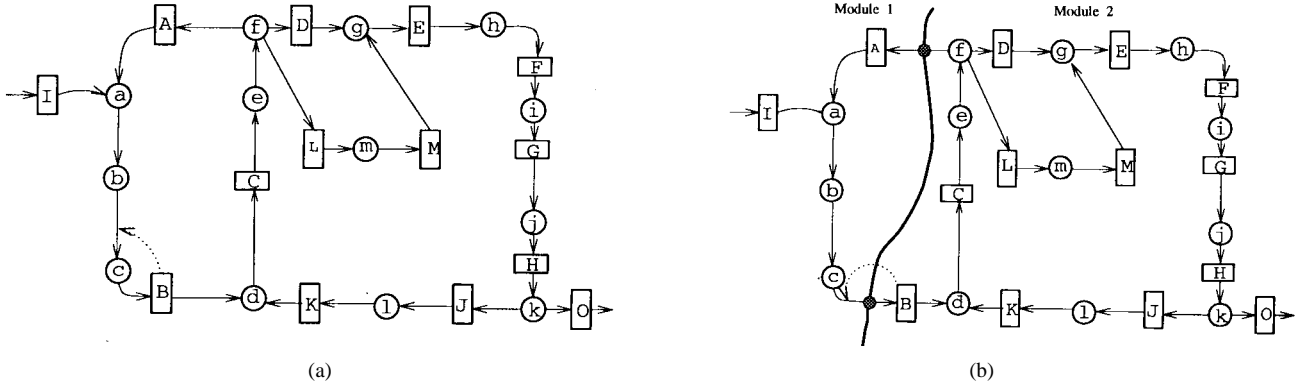 Module 1 Module 2
A f D g E h
A f D g E h
F
F
I a e i
I a e i
L m M G
L m M G
b C
b C
j
j
c H
c H
B d K l J k O
B d K l J k O
(a) (b)